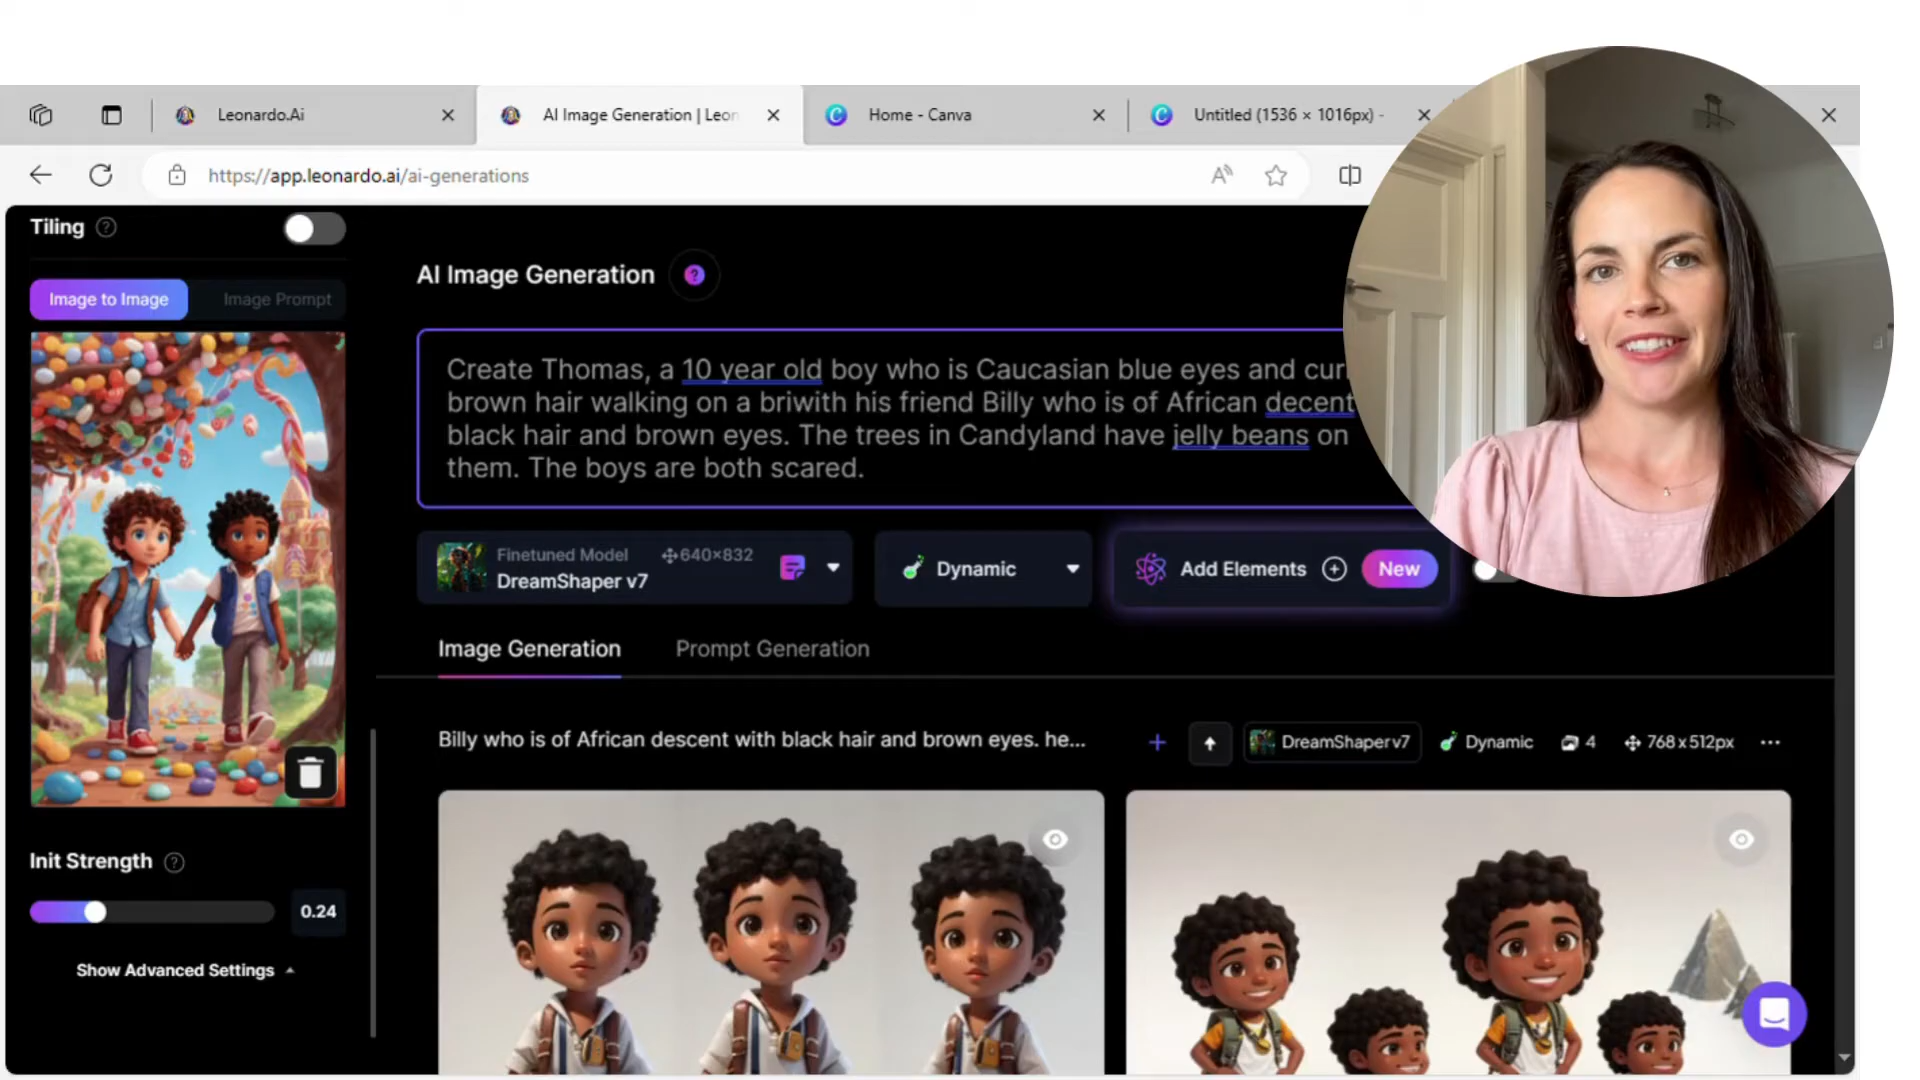 Leonardo.Ai
AI Image Generation | Leon
Home - Canva
Untitled (1536 × 1016px) -
https://app.leonardo.ai/ai-generations
Tiling
Image to Image
Image Prompt
AI Image Generation
Create Thomas, a 10 year old boy who is Caucasian blue eyes and cur
brown hair walking on a briwith his friend Billy who is of African decent
black hair and brown eyes. The trees in Candyland have jelly beans on
them. The boys are both scared.
Finetuned Model
640×832
DreamShaper v7
Dynamic
Add Elements
New
Image Generation
Prompt Generation
Billy who is of African descent with black hair and brown eyes. he...
DreamShaper v7
Dynamic
4
768 x 512px
Init Strength
0.24
Show Advanced Settings